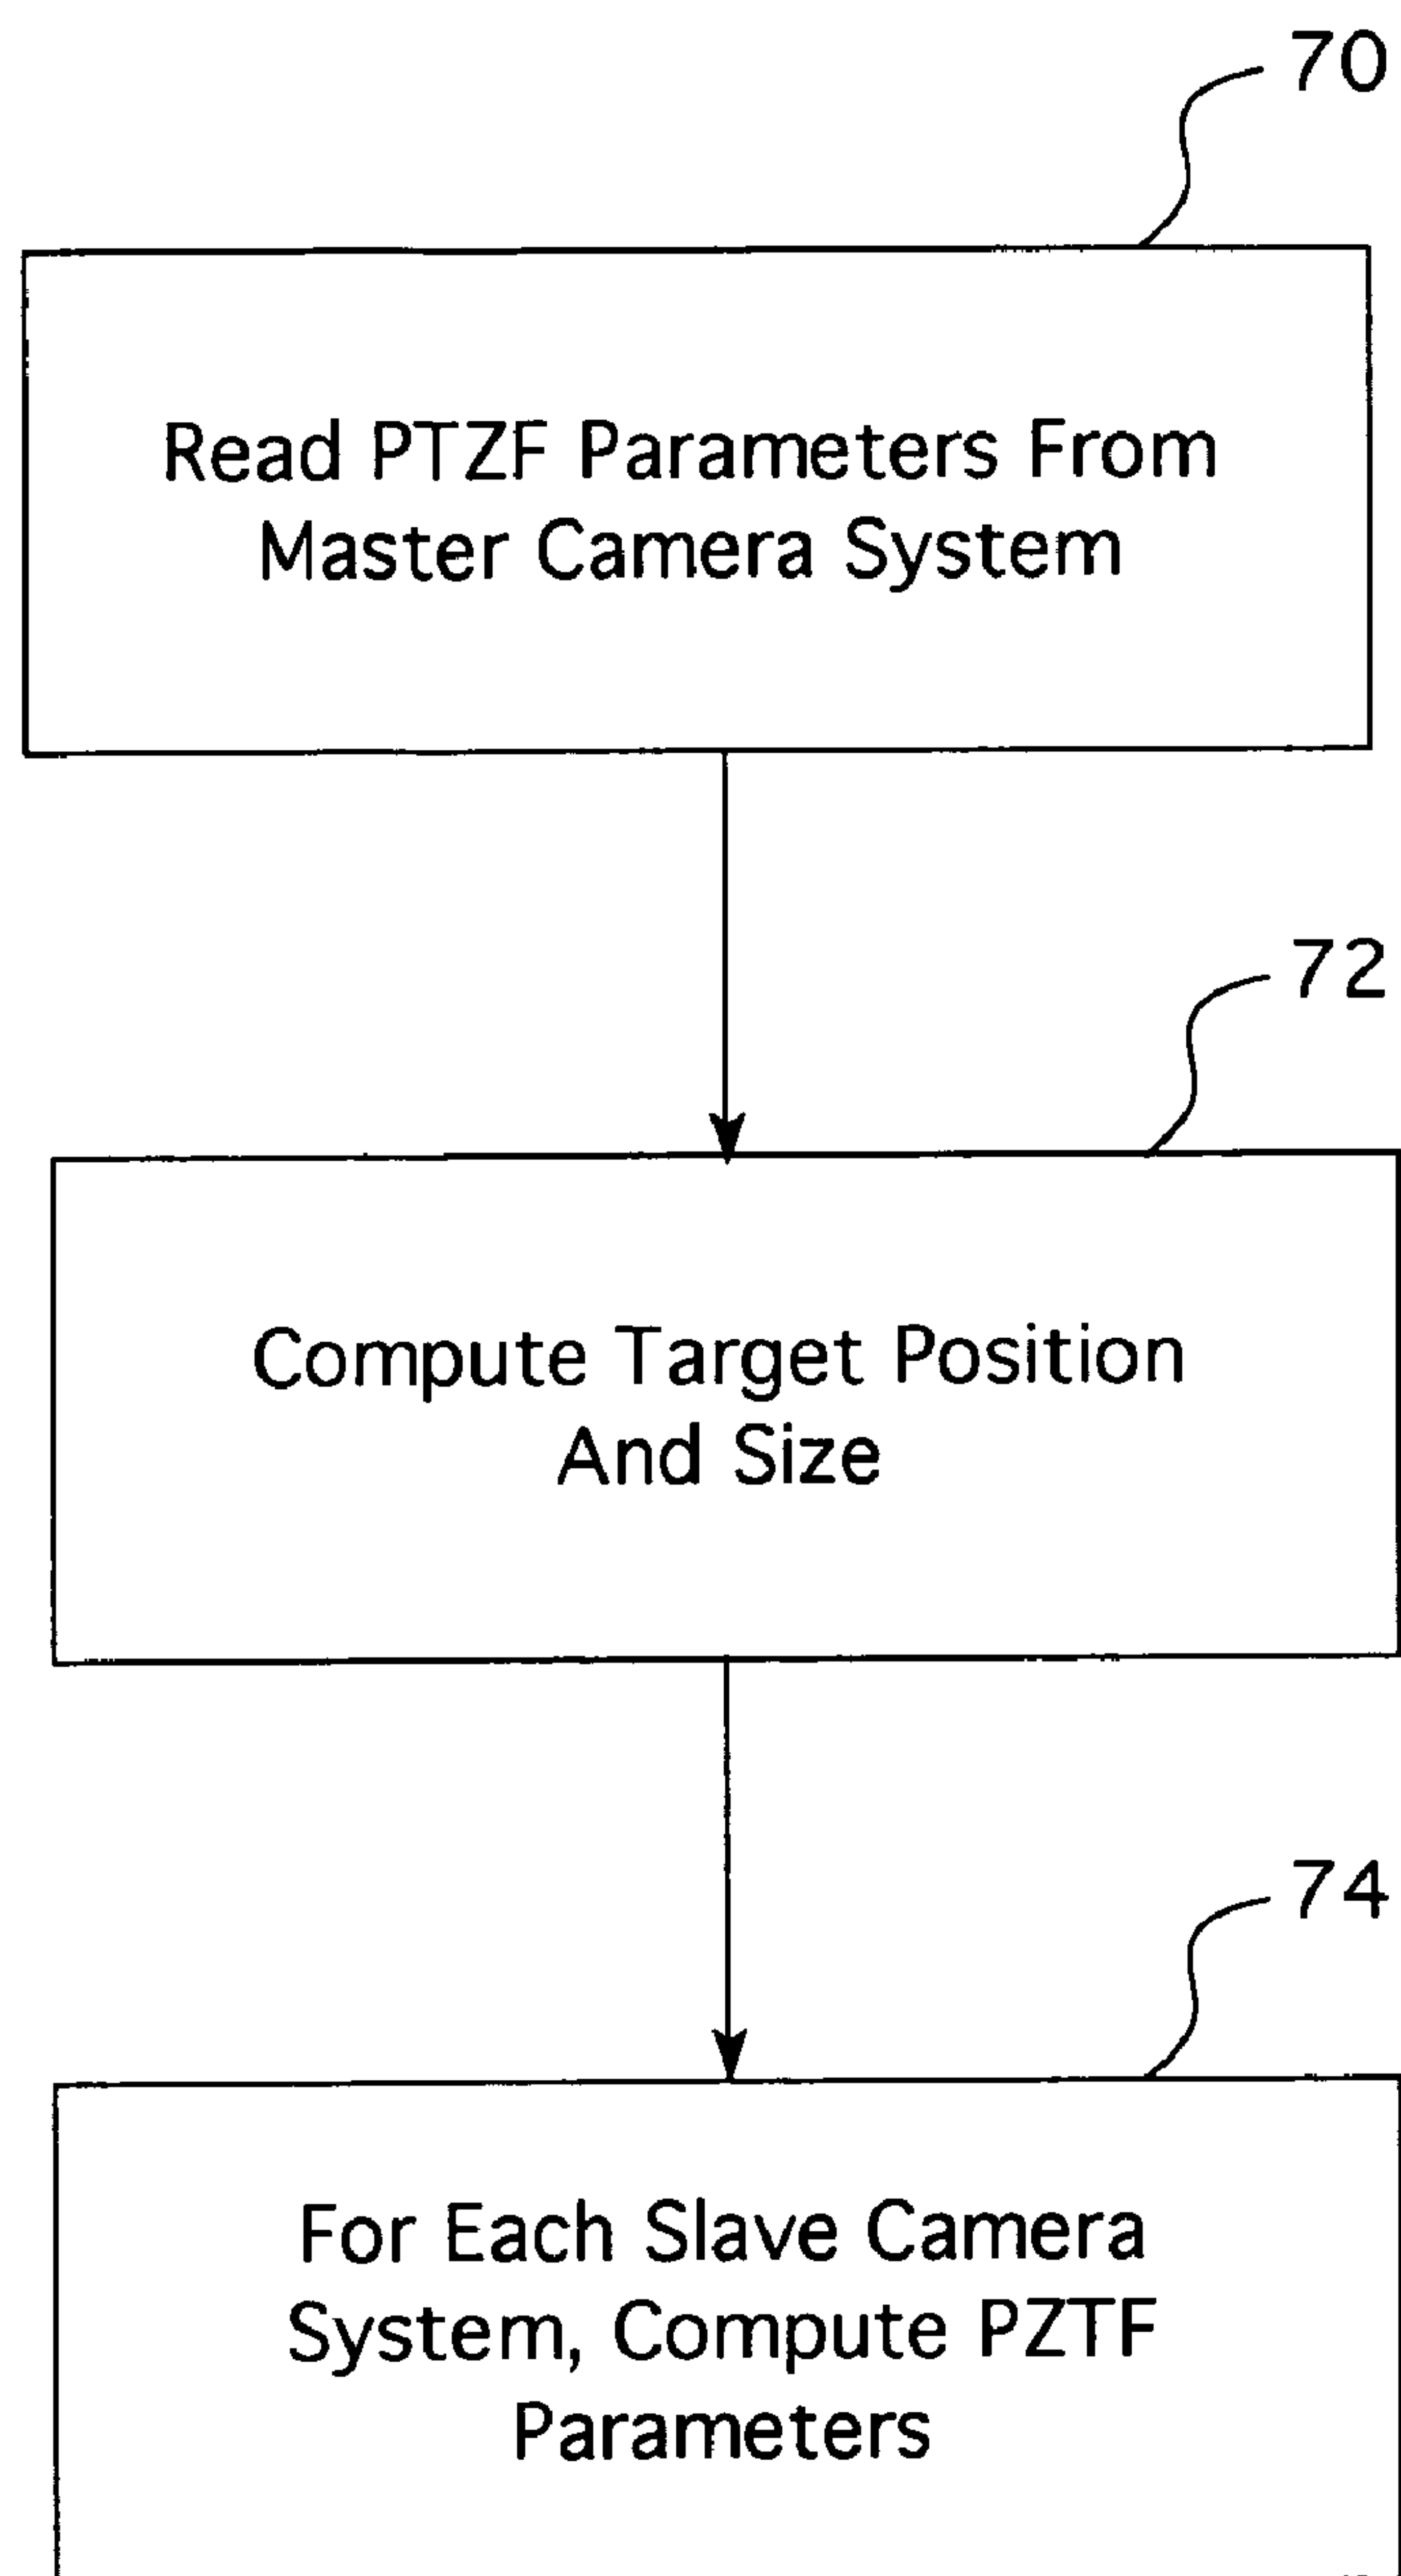 70
Read PTZF Parameters From
Master Camera System
72
Compute Target Position
And Size
74
For Each Slave Camera
System, Compute PZTF
Parameters